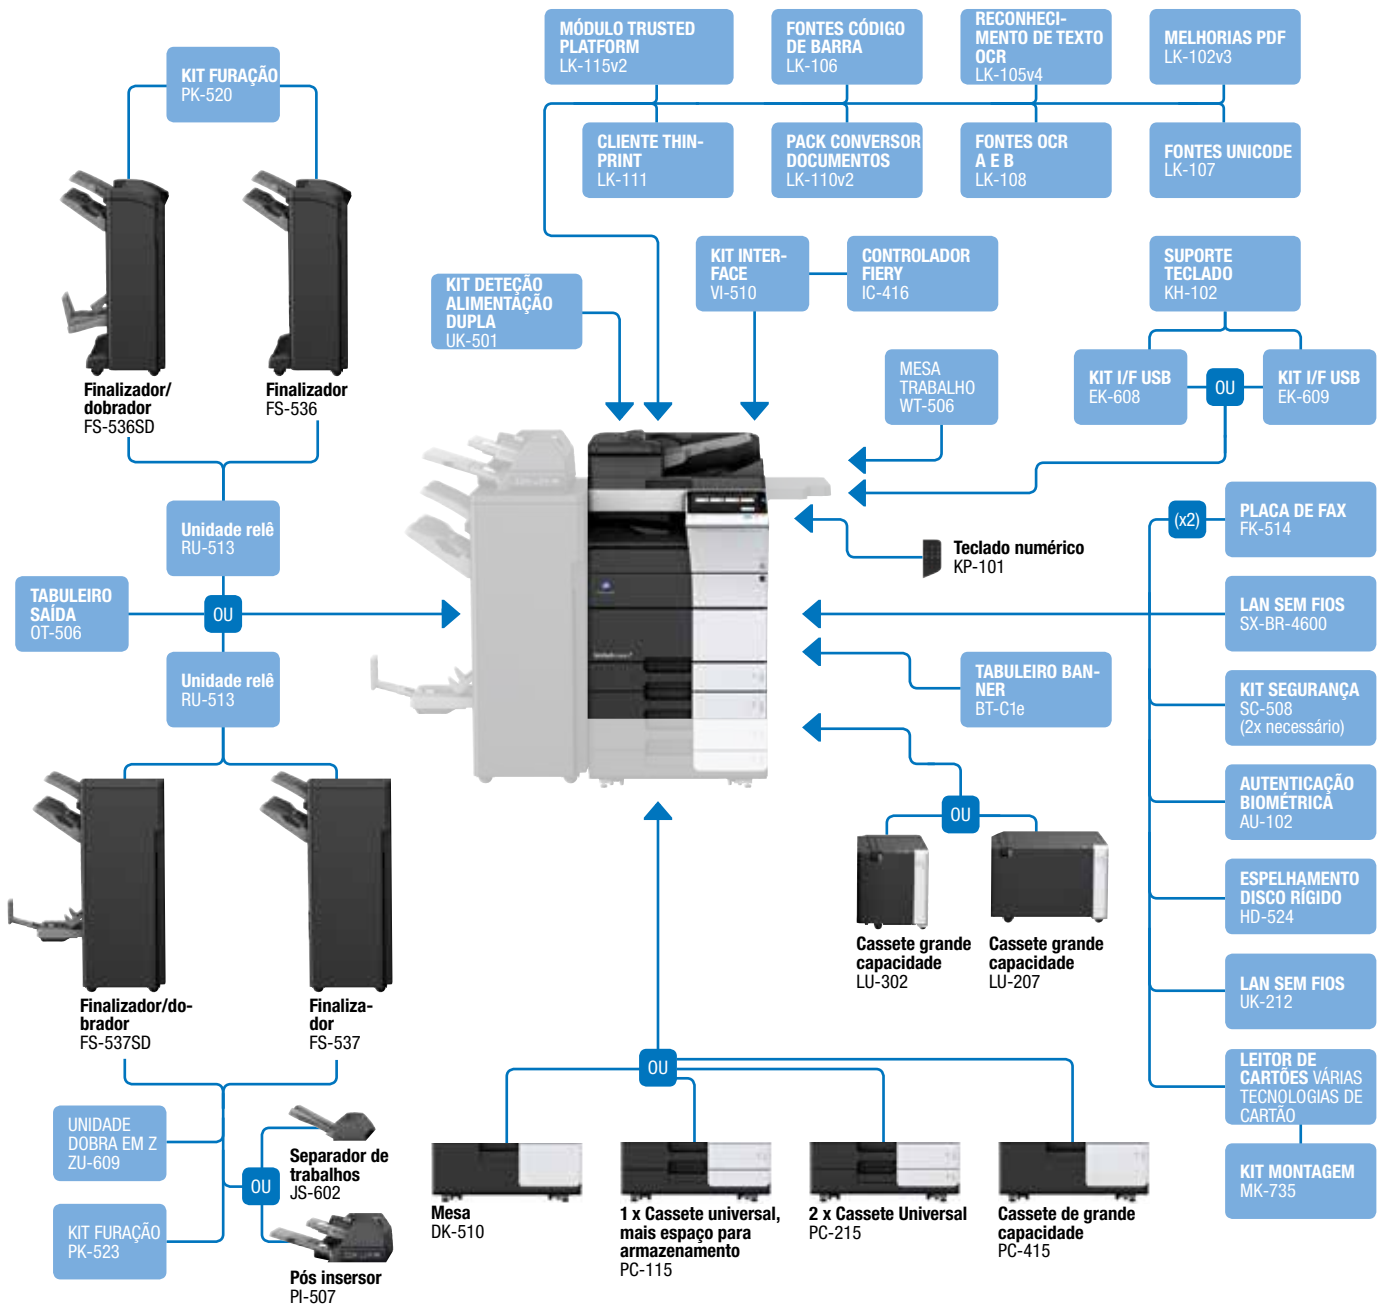 MÓDULO TRUSTED
PLATFORM
LK-115v2
FONTES CÓDIGO
DE BARRA
LK-106
RECONHECI-
MENTO DE TEXTO
OCR
LK-105v4
MELHORIAS PDF
LK-102v3
KIT FURAÇÃO
PK-520
CLIENTE THIN-
PRINT
LK-111
PACK CONVERSOR
DOCUMENTOS
LK-110v2
FONTES OCR
A E B
LK-108
FONTES UNICODE
LK-107
KIT INTER-
FACE
VI-510
CONTROLADOR
FIERY
IC-416
SUPORTE
TECLADO
KH-102
KIT DETEÇÃO
ALIMENTAÇÃO
DUPLA
UK-501
Finalizador/
dobrador
FS-536SD
Finalizador
FS-536
MESA
TRABALHO
WT-506
KIT I/F USB
EK-608
OU
KIT I/F USB
EK-609
Unidade relê
RU-513
(x2)
PLACA DE FAX
FK-514
Teclado numérico
KP-101
TABULEIRO
SAÍDA
OT-506
OU
LAN SEM FIOS
SX-BR-4600
Unidade relê
RU-513
TABULEIRO BAN-
NER
BT-C1e
KIT SEGURANÇA
SC-508
(2x necessário)
AUTENTICAÇÃO
BIOMÉTRICA
AU-102
OU
ESPELHAMENTO
DISCO RÍGIDO
HD-524
Cassete grande
capacidade
LU-302
Cassete grande
capacidade
LU-207
LAN SEM FIOS
UK-212
Finalizador/do-
brador
FS-537SD
Finaliza-
dor
FS-537
OU
LEITOR DE
CARTÕES VÁRIAS
TECNOLOGIAS DE
CARTÃO
UNIDADE
DOBRA EM Z
ZU-609
Separador de
trabalhos
JS-602
OU
KIT MONTAGEM
MK-735
KIT FURAÇÃO
PK-523
Pós insersor
PI-507
Mesa
DK-510
1 x Cassete universal,
mais espaço para
armazenamento
PC-115
2 x Cassete Universal
PC-215
Cassete de grande
capacidade
PC-415